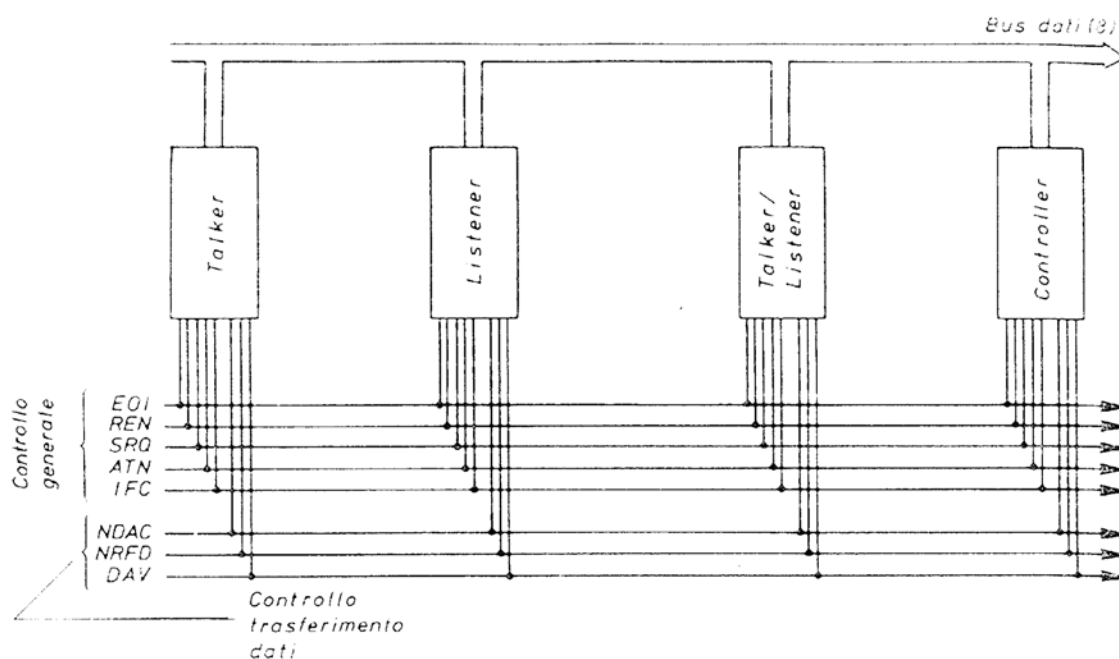 Bus dati (8)
Talker
Listener
Talker/
Listener
Controller
Controllo
generale
EOI
REN
SRQ
ATN
IFC
NDAC
NRFD
DAV
Controllo
trasferimento
dati